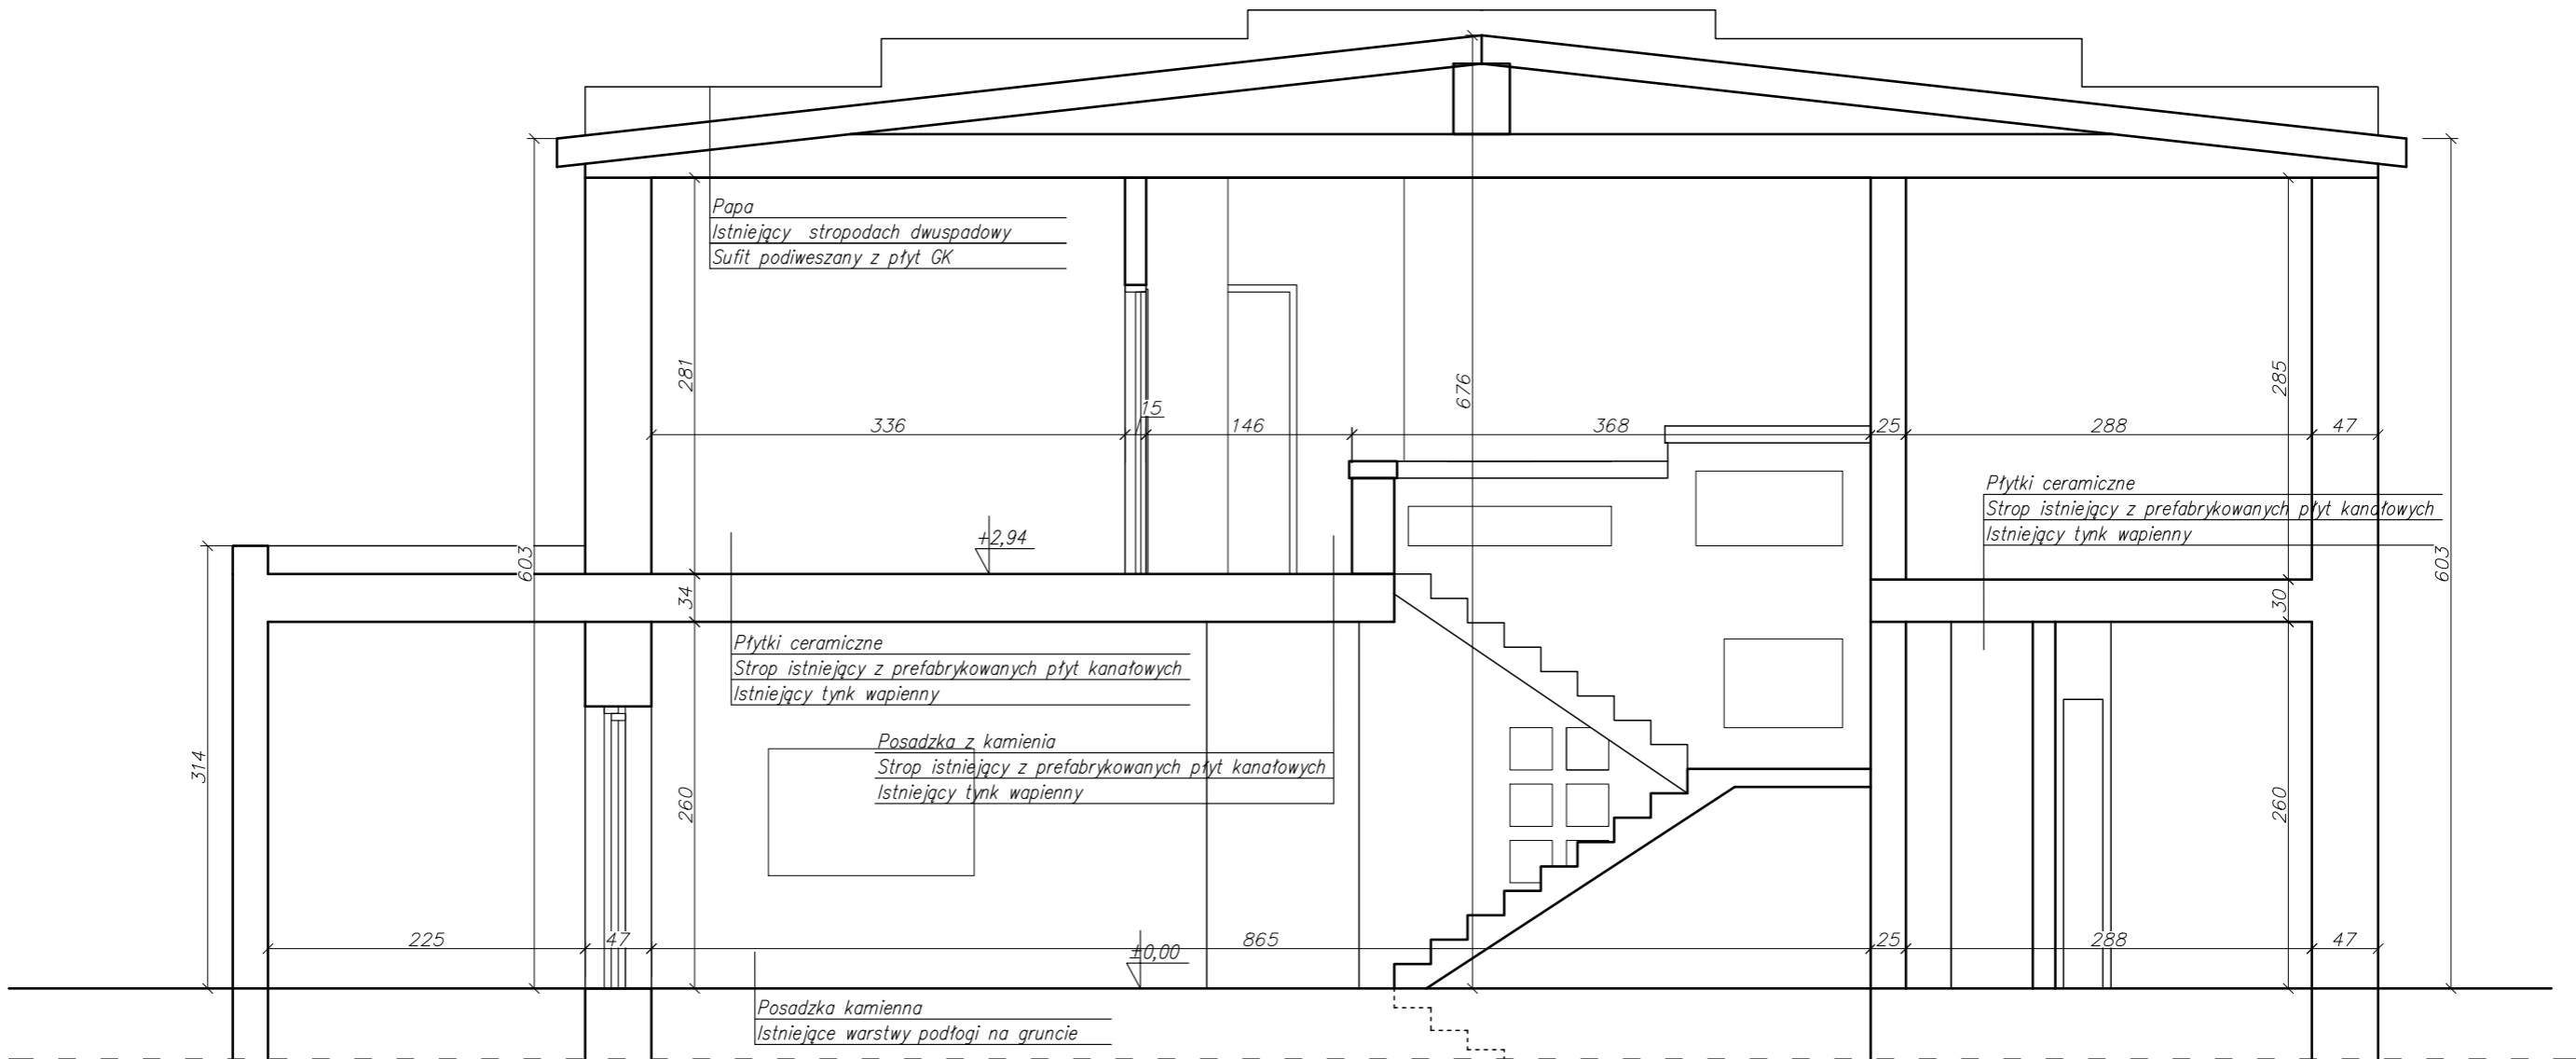 Papa
Istniejący stropodach dwuspadowy
Sufit podiweszany z płyt GK
281
676
285
15
336
146
368
25
288
47
Płytki ceramiczne
Strop istniejący z prefabrykowanych płyt kanałowych
Istniejący tynk wapienny
+2,94
603
603
34
30
Płytki ceramiczne
Strop istniejący z prefabrykowanych płyt kanałowych
Istniejący tynk wapienny
Posadzka z kamienia
Strop istniejący z prefabrykowanych płyt kanałowych
Istniejący tynk wapienny
314
260
260
225
47
865
25
288
47
±0,00
Posadzka kamienna
Istniejące warstwy podłogi na gruncie